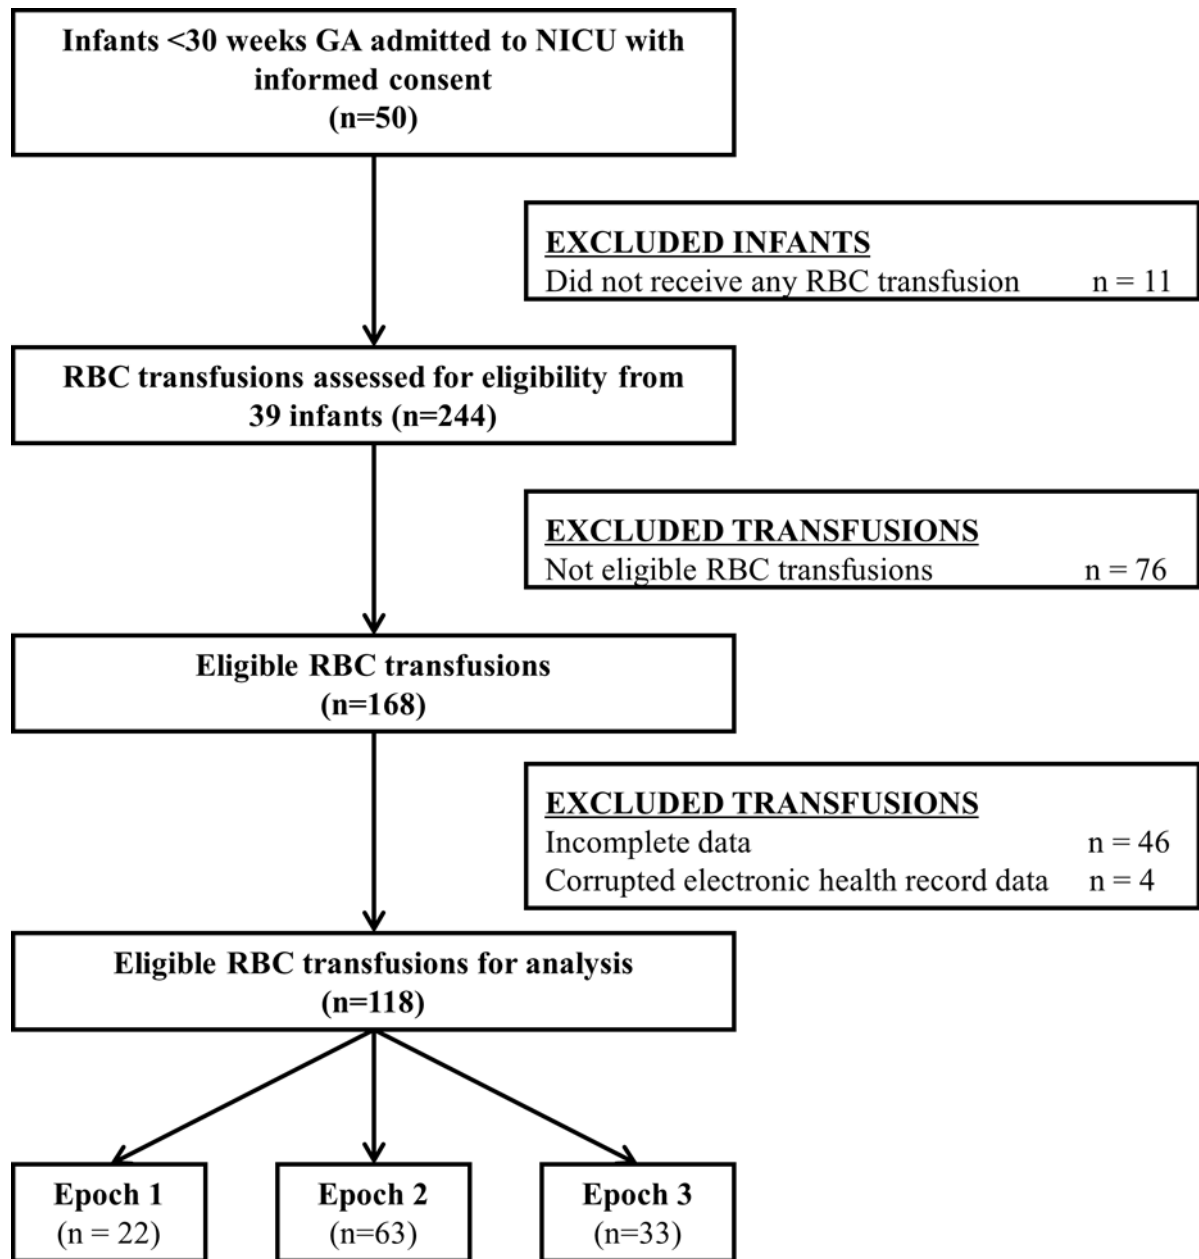 Infants <30 weeks GA admitted to NICU with
informed consent
(n=50)
EXCLUDED INFANTS
Did not receive any RBC transfusion n = 11
RBC transfusions assessed for eligibility from
39 infants (n=244)
EXCLUDED TRANSFUSIONS
Not eligible RBC transfusions n = 76
Eligible RBC transfusions
(n=168)
EXCLUDED TRANSFUSIONS
Incomplete data n = 46
Corrupted electronic health record data n = 4
Eligible RBC transfusions for analysis
(n=118)
Epoch 1
(n = 22)
Epoch 2
(n=63)
Epoch 3
(n=33)